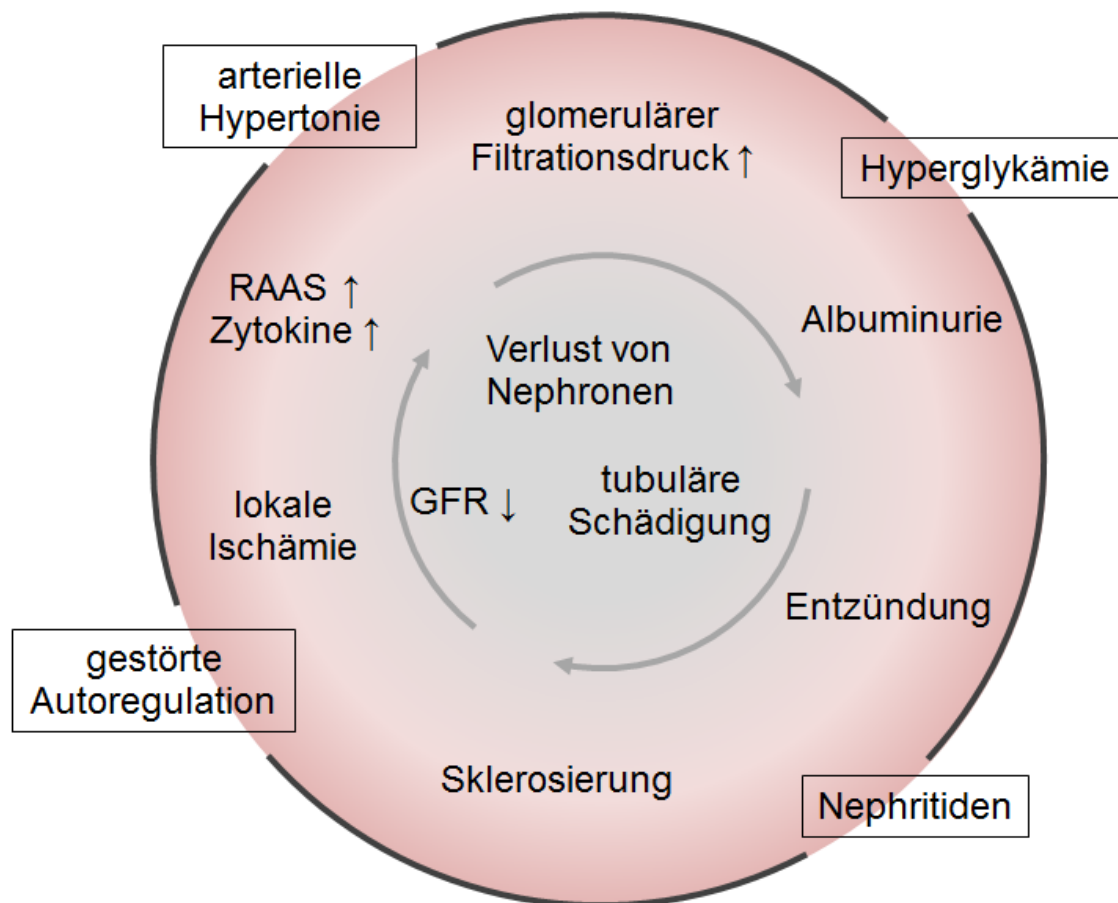 arterielle
Hypertonie
glomerulärer
Filtrationsdruck ↑
Hyperglykämie
RAAS ↑
Zytokine ↑
Albuminurie
Verlust von
Nephronen
lokale
Ischämie
GFR ↓
tubuläre
Schädigung
Entzündung
gestörte
Autoregulation
Sklerosierung
Nephritiden